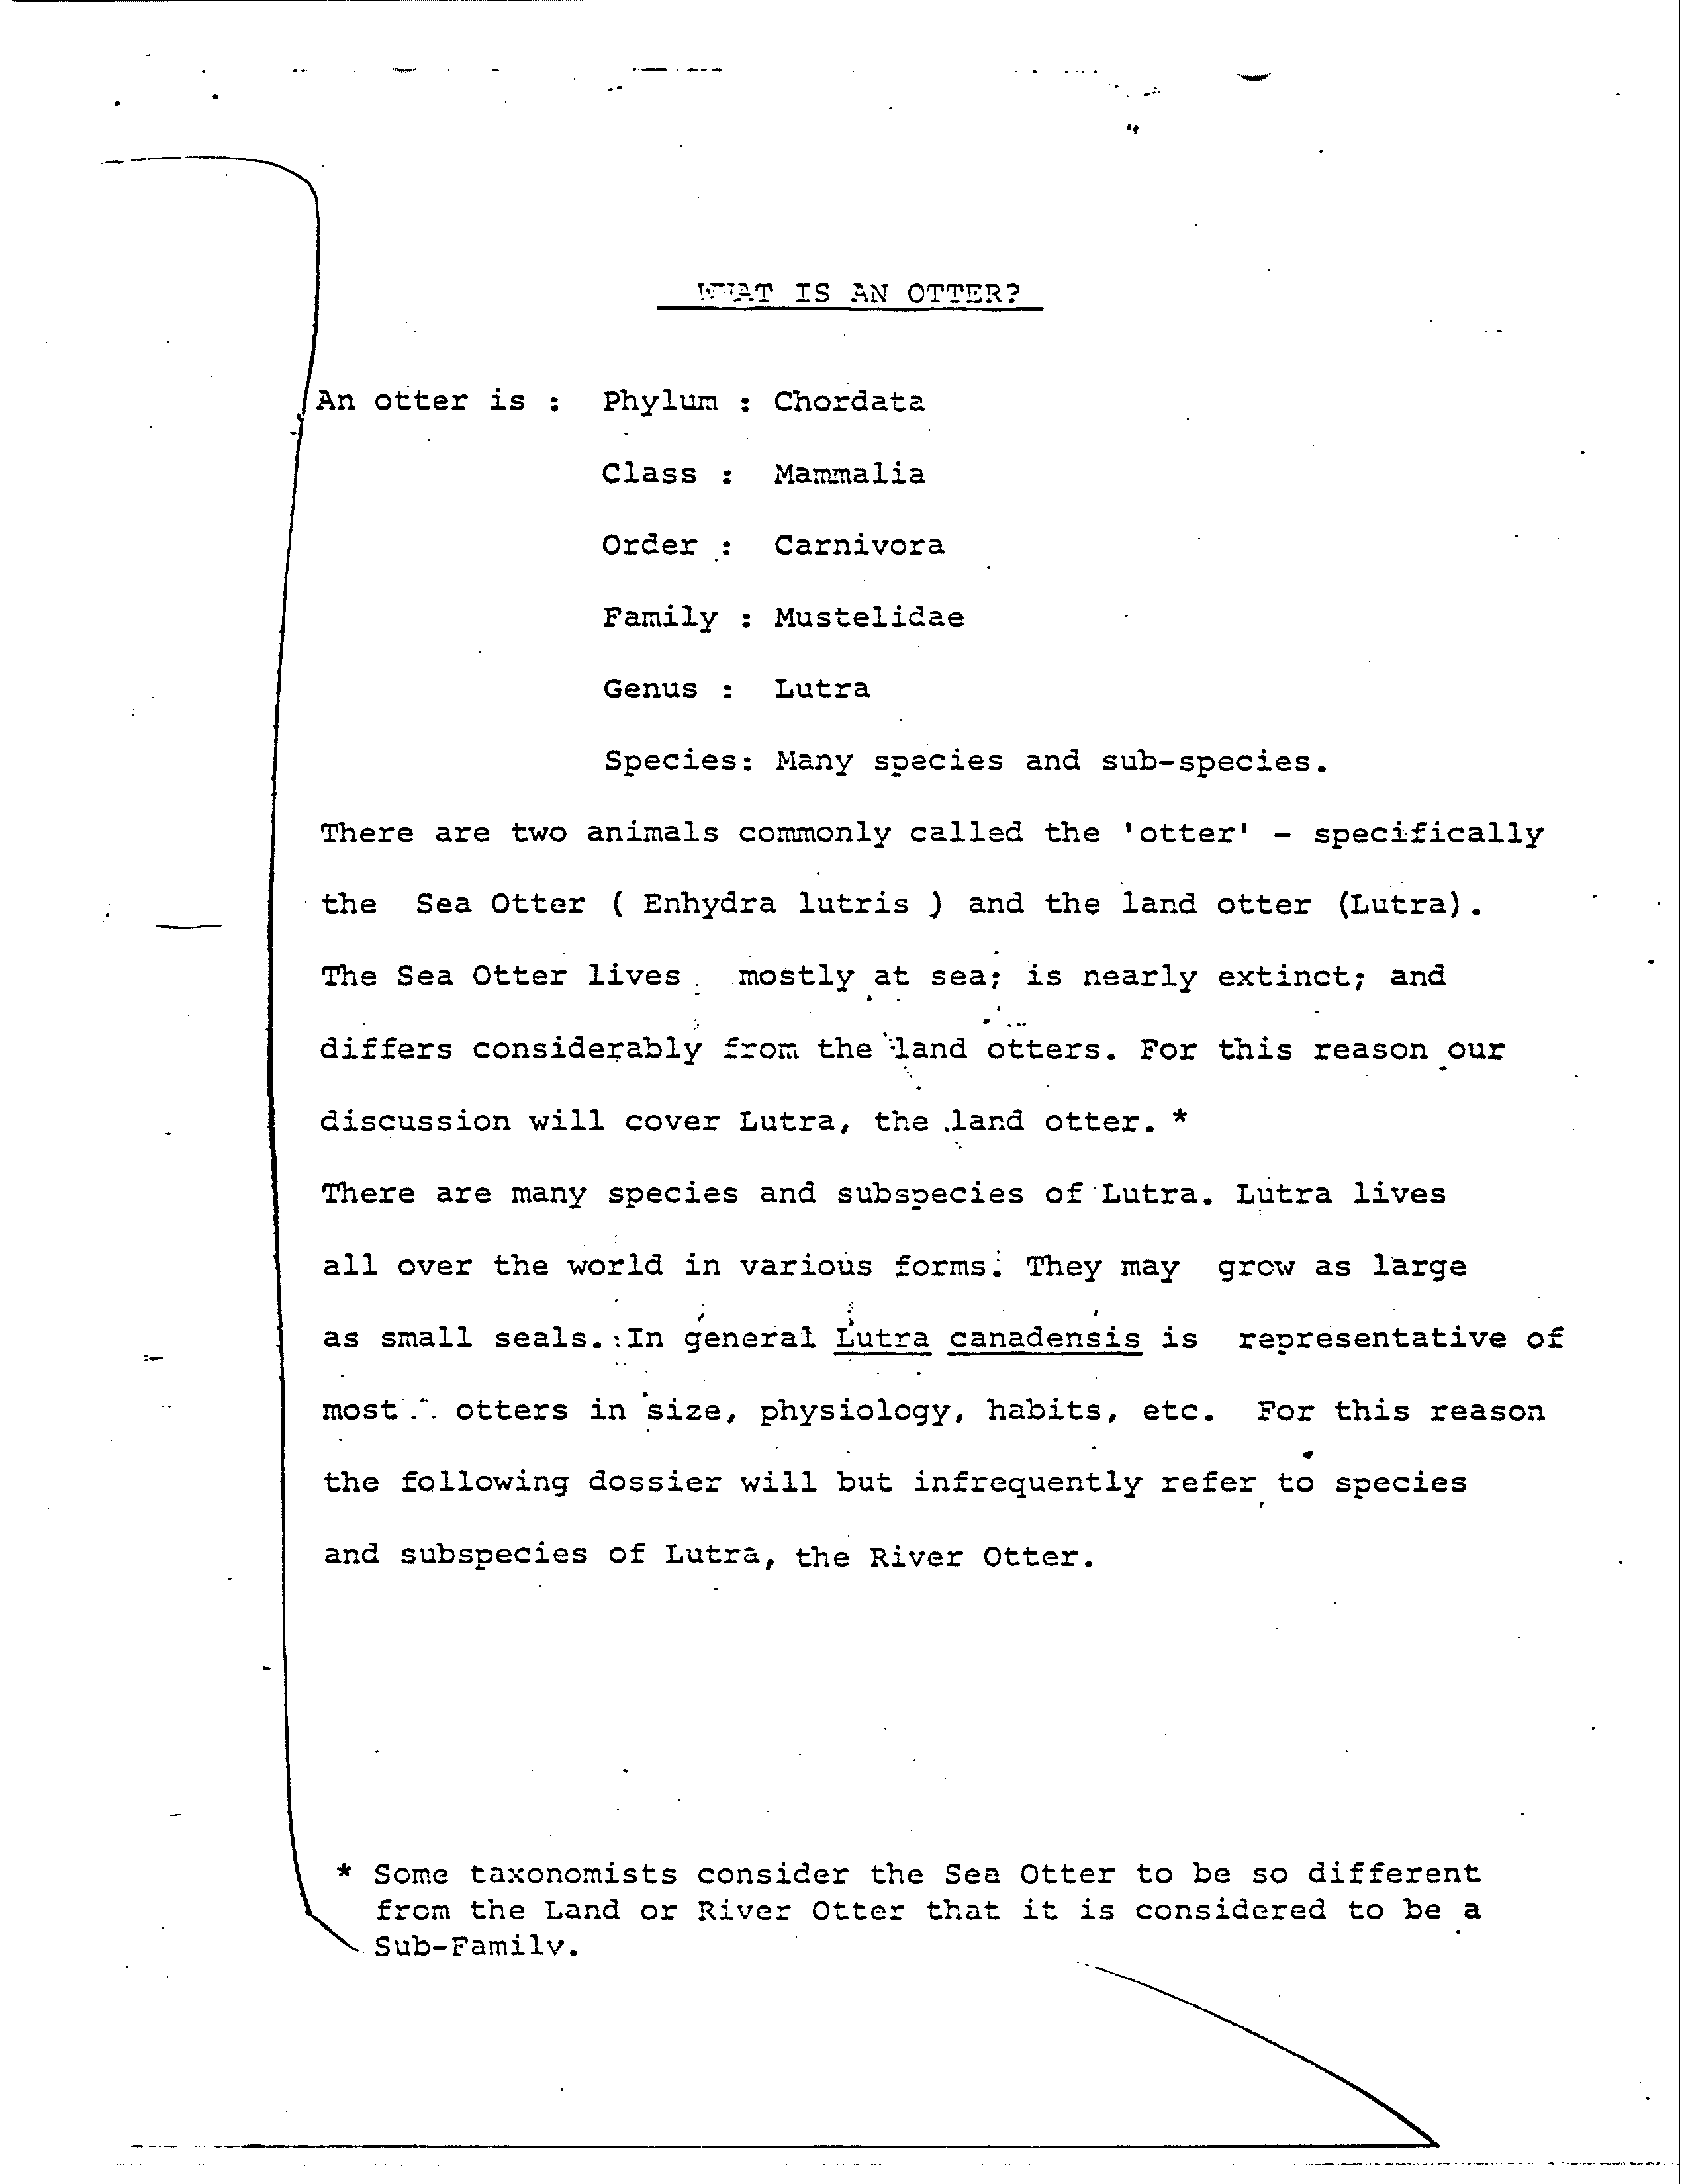 WHAT IS AN OTTER?
An otter is : Phylum : Chordata
Class : Mammalia
Order : Carnivora
Family : Mustelidae
Genus : Lutra
Species: Many species and sub-species.
There are two animals commonly called the 'otter' - specifically
the Sea Otter ( Enhydra lutris ) and the land otter (Lutra).
The Sea Otter lives mostly at sea; is nearly extinct; and
differs considerably from the land otters. For this reason our
discussion will cover Lutra, the land otter. *
There are many species and subspecies of Lutra. Lutra lives
all over the world in various forms. They may grow as large
as small seals. In general Lutra canadensis is representative of
most otters in size, physiology, habits, etc. For this reason
the following dossier will but infrequently refer to species
and subspecies of Lutra, the River Otter.
* Some taxonomists consider the Sea Otter to be so different
from the Land or River Otter that it is considered to be a
Sub-Family.